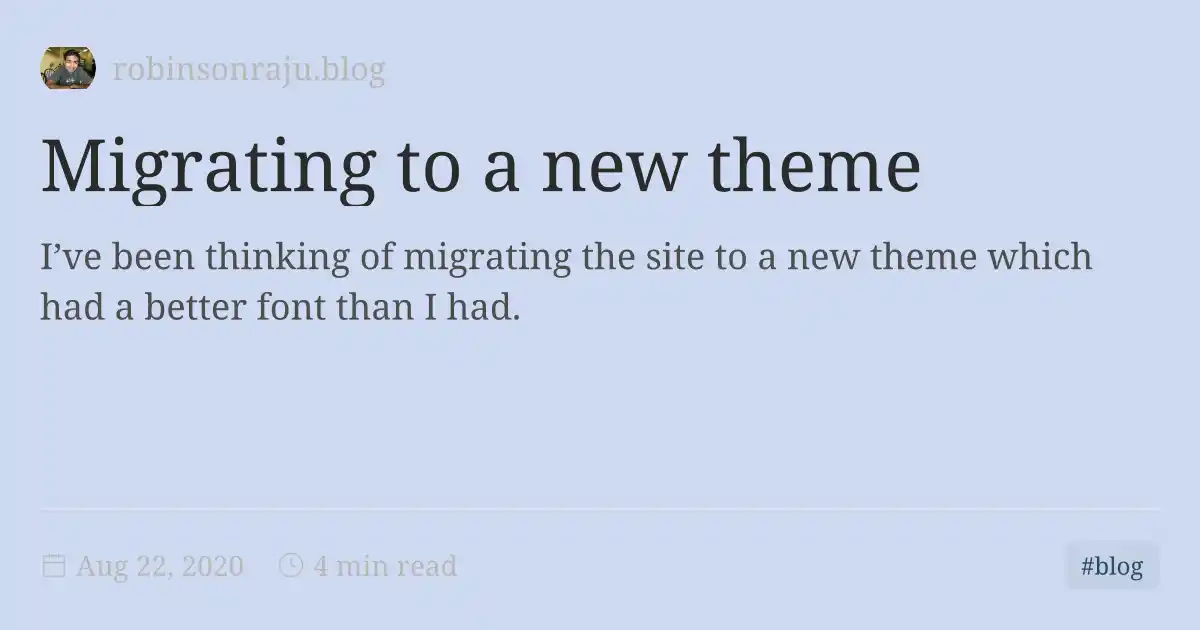 robinsonraju.blog
Migrating to a new theme
I’ve been thinking of migrating the site to a new theme which
had a better font than I had.
Aug 22, 2020 4 min read #blog